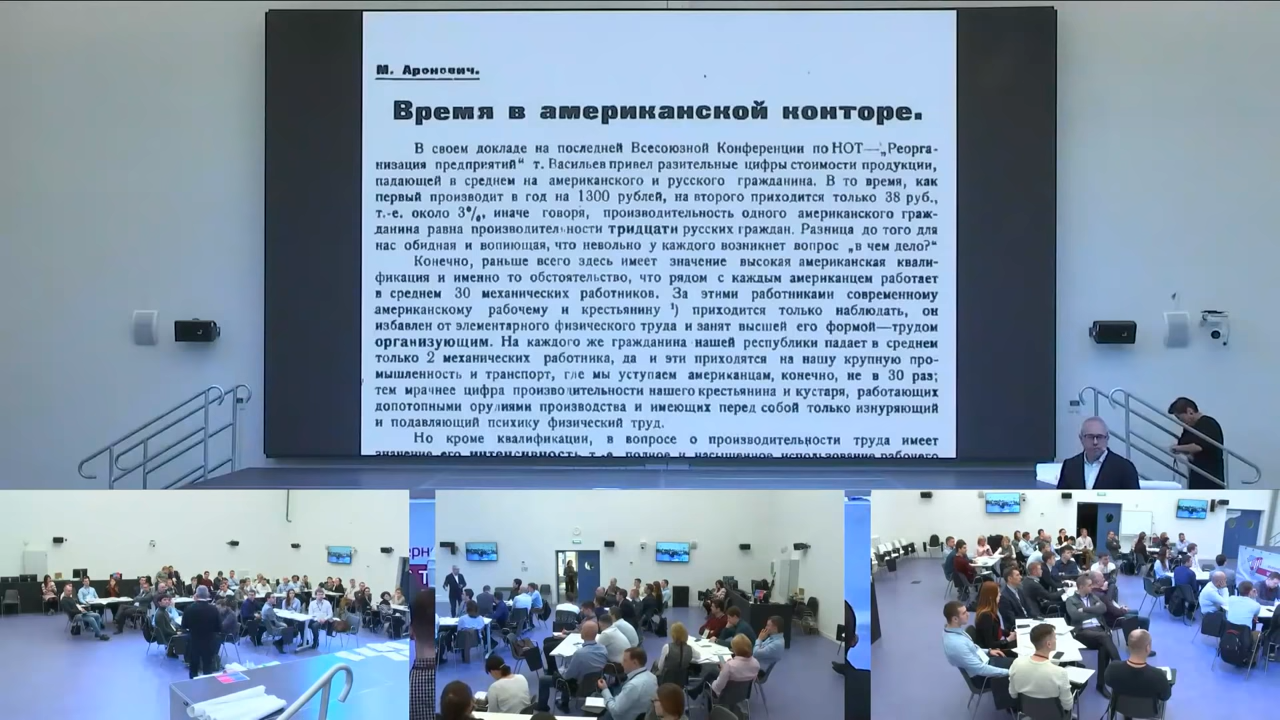 М. Аронович.
Время в американской конторе.
В своем докладе на последней Всесоюзной Конференции по НОТ—„Реорга-
низация предприятий“ т. Васильев привел разительные цифры стоимости продукции,
падающей в среднем на американского и русского гражданина. В то время, как
первый производит в год на 1300 рублей, на второго приходится только 38 руб.,
т.-е. около 3%, иначе говоря, производительность одного американского граж-
данина равна производительности тридцати русских граждан. Разница до того для
нас обидная и вопиющая, что невольно у каждого возникнет вопрос „в чем дело?“
Конечно, раньше всего здесь имеет значение высокая американская квали-
фикация и именно то обстоятельство, что рядом с каждым американцем работает
в среднем 30 механических работников. За этими работниками современному
американскому рабочему и крестьянину ¹) приходится только наблюдать, он
избавлен от элементарного физического труда и занят высшей его формой—трудом
организующим. На каждого же гражданина нашей республики падает в среднем
только 2 механических работника, да и эти приходятся на нашу крупную про-
мышленность и транспорт, где мы уступаем американцам, конечно, не в 30 раз;
тем мрачнее цифра производительности нашего крестьянина и кустаря, работающих
допотопными орудиями производства и имеющих перед собой только изнуряющий
и подавляющий психику физический труд.
Но кроме квалификации, в вопросе о производительности труда имеет
значение его интенсивность т.-е. полное и насыщенное использование рабочего